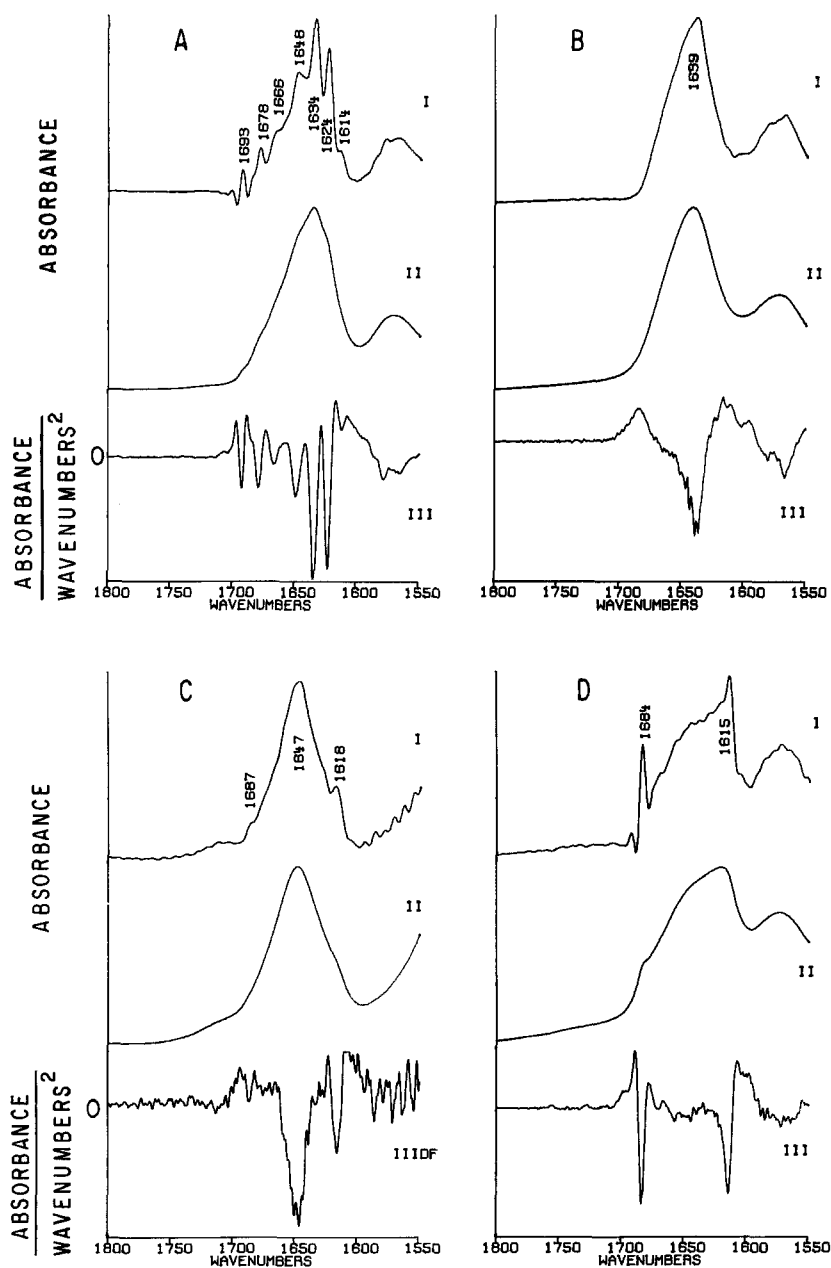 A
1693
1678
1666
1648
1634
1624
1614
I
II
III
ABSORBANCE
ABSORBANCE
WAVENUMBERS2
0
1800 1750 1700 1650 1600 1550
WAVENUMBERS
B
1639
I
II
III
1800 1750 1700 1650 1600 1550
WAVENUMBERS
C
1687
1647
1618
I
II
IIIDF
ABSORBANCE
ABSORBANCE
WAVENUMBERS2
0
1800 1750 1700 1650 1600 1550
WAVENUMBERS
D
1684
1615
I
II
III
1800 1750 1700 1650 1600 1550
WAVENUMBERS